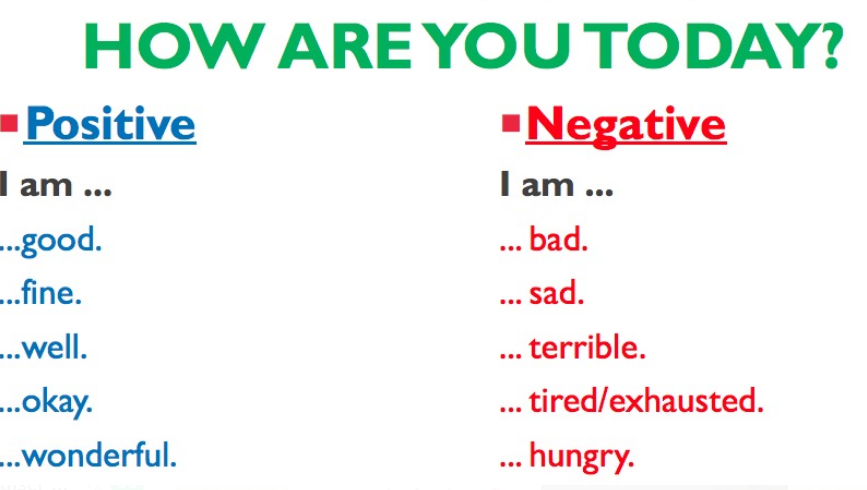 HOW ARE YOU TODAY?
Positive
I am ...
...good.
...fine.
...well.
...okay.
...wonderful.
Negative
I am ...
... bad.
... sad.
... terrible.
... tired/exhausted.
... hungry.